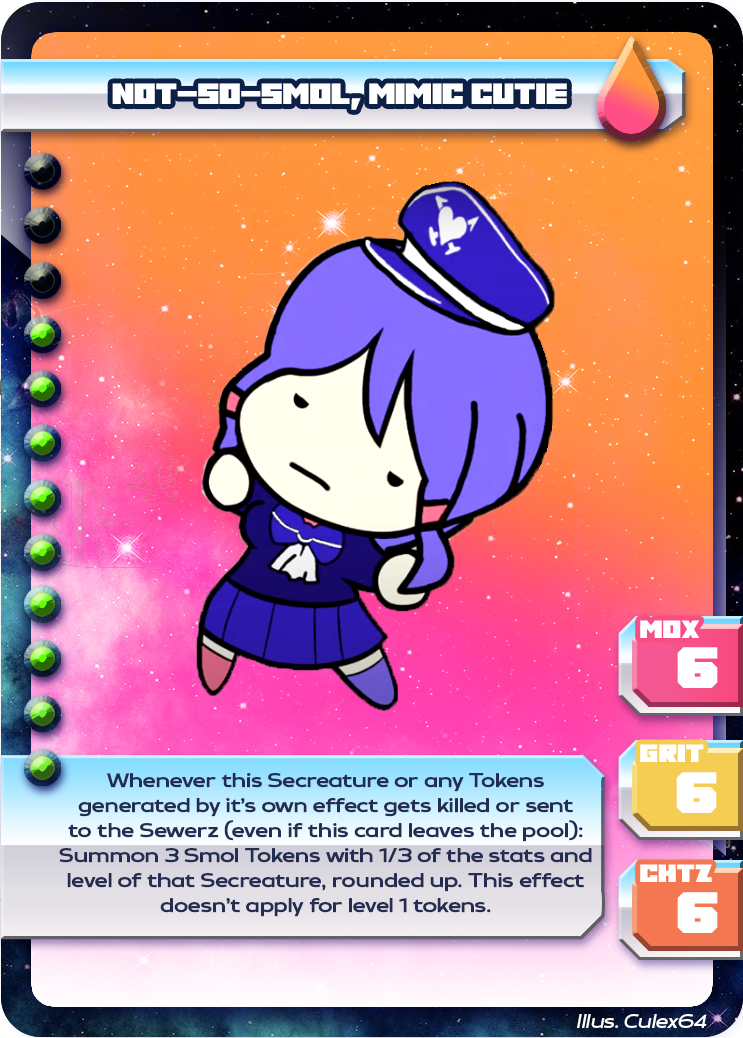 NOT-SO-SMOL, MIMIC CUTIE
MOX
6
GRIT
6
CHTZ
6
Whenever this Secreature or any Tokens
generated by it's own effect gets killed or sent
to the Sewerz (even if this card leaves the pool):
Summon 3 Smol Tokens with 1/3 of the stats and
level of that Secreature, rounded up. This effect
doesn't apply for level 1 tokens.
Illus. Culex64